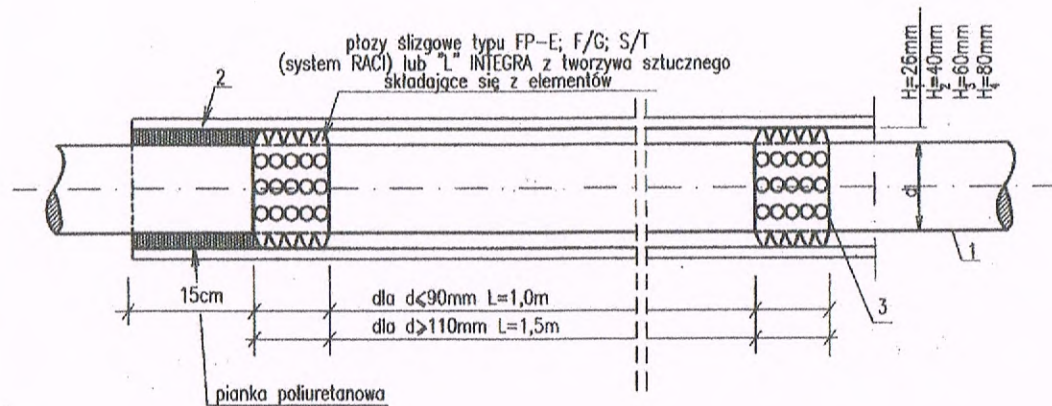 płozy ślizgowe typu FP-E; F/G; S/T
(system RACI) lub "L" INTEGRA z tworzywa sztucznego
składające się z elementów
2
H₁=26mm
H₂=40mm
H₃=60mm
H₄=80mm
d
1
3
15cm
dla d≤90mm L=1,0m
dla d≥110mm L=1,5m
pianka poliuretanowa